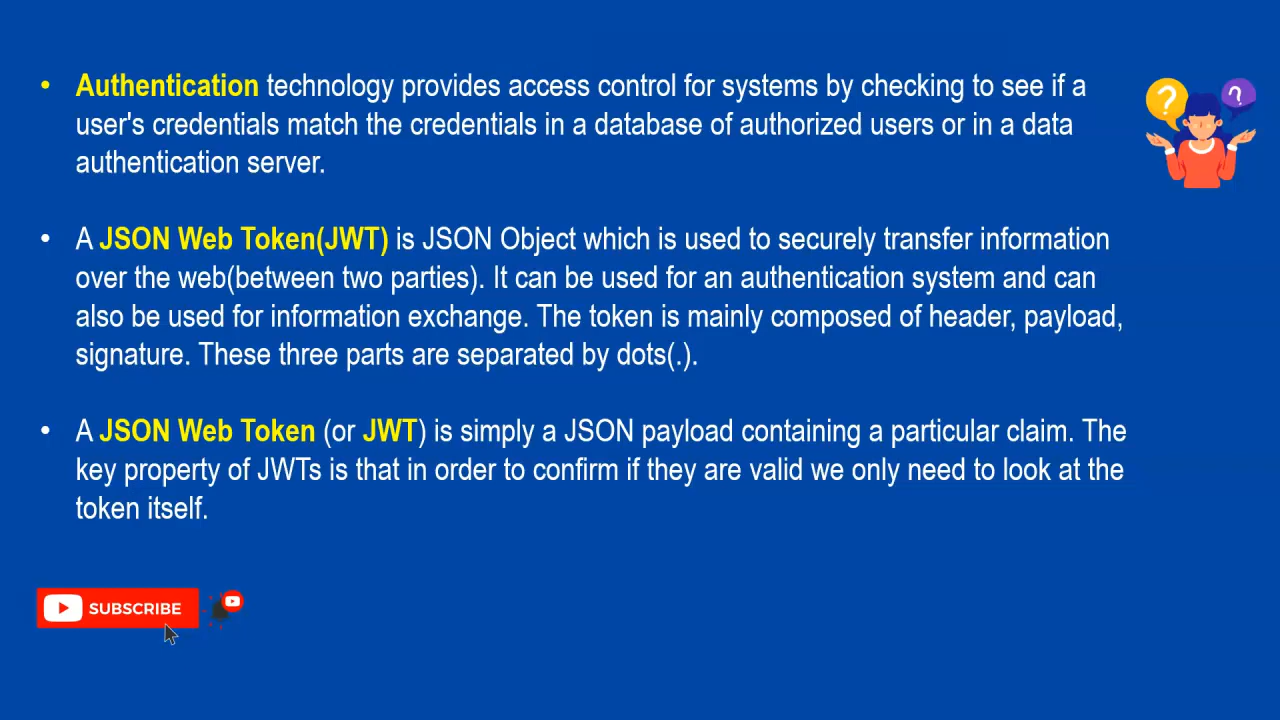 • Authentication technology provides access control for systems by checking to see if a
user's credentials match the credentials in a database of authorized users or in a data
authentication server.
• A JSON Web Token(JWT) is JSON Object which is used to securely transfer information
over the web(between two parties). It can be used for an authentication system and can
also be used for information exchange. The token is mainly composed of header, payload,
signature. These three parts are separated by dots(.).
• A JSON Web Token (or JWT) is simply a JSON payload containing a particular claim. The
key property of JWTs is that in order to confirm if they are valid we only need to look at the
token itself.
? ?
SUBSCRIBE